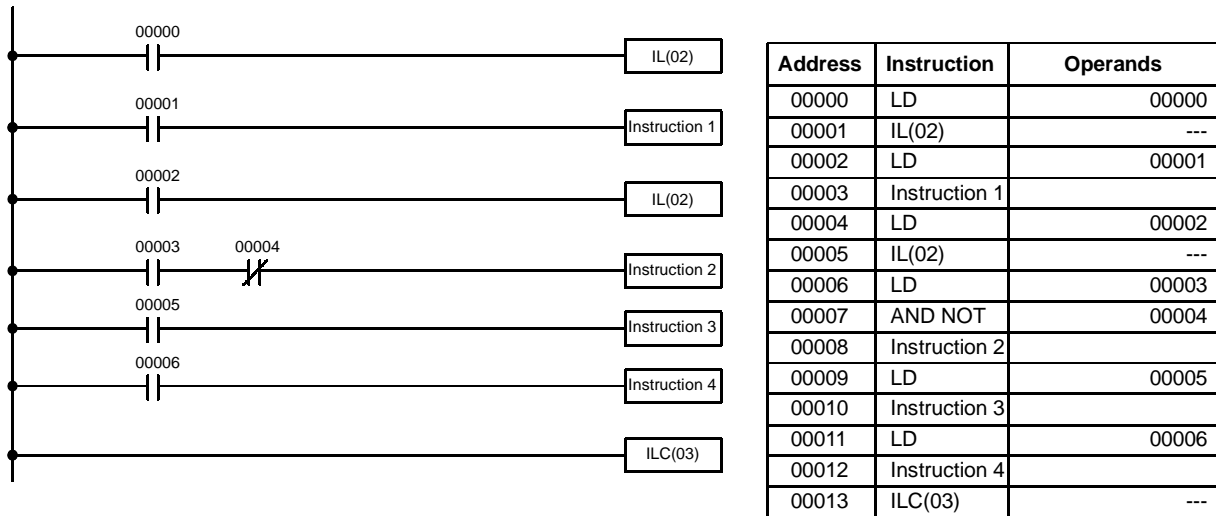 00000
IL(02)
00001
Instruction 1
00002
IL(02)
00003 00004
Instruction 2
00005
Instruction 3
00006
Instruction 4
ILC(03)
Address Instruction Operands
00000 LD 00000
00001 IL(02) ---
00002 LD 00001
00003 Instruction 1
00004 LD 00002
00005 IL(02) ---
00006 LD 00003
00007 AND NOT 00004
00008 Instruction 2
00009 LD 00005
00010 Instruction 3
00011 LD 00006
00012 Instruction 4
00013 ILC(03) ---